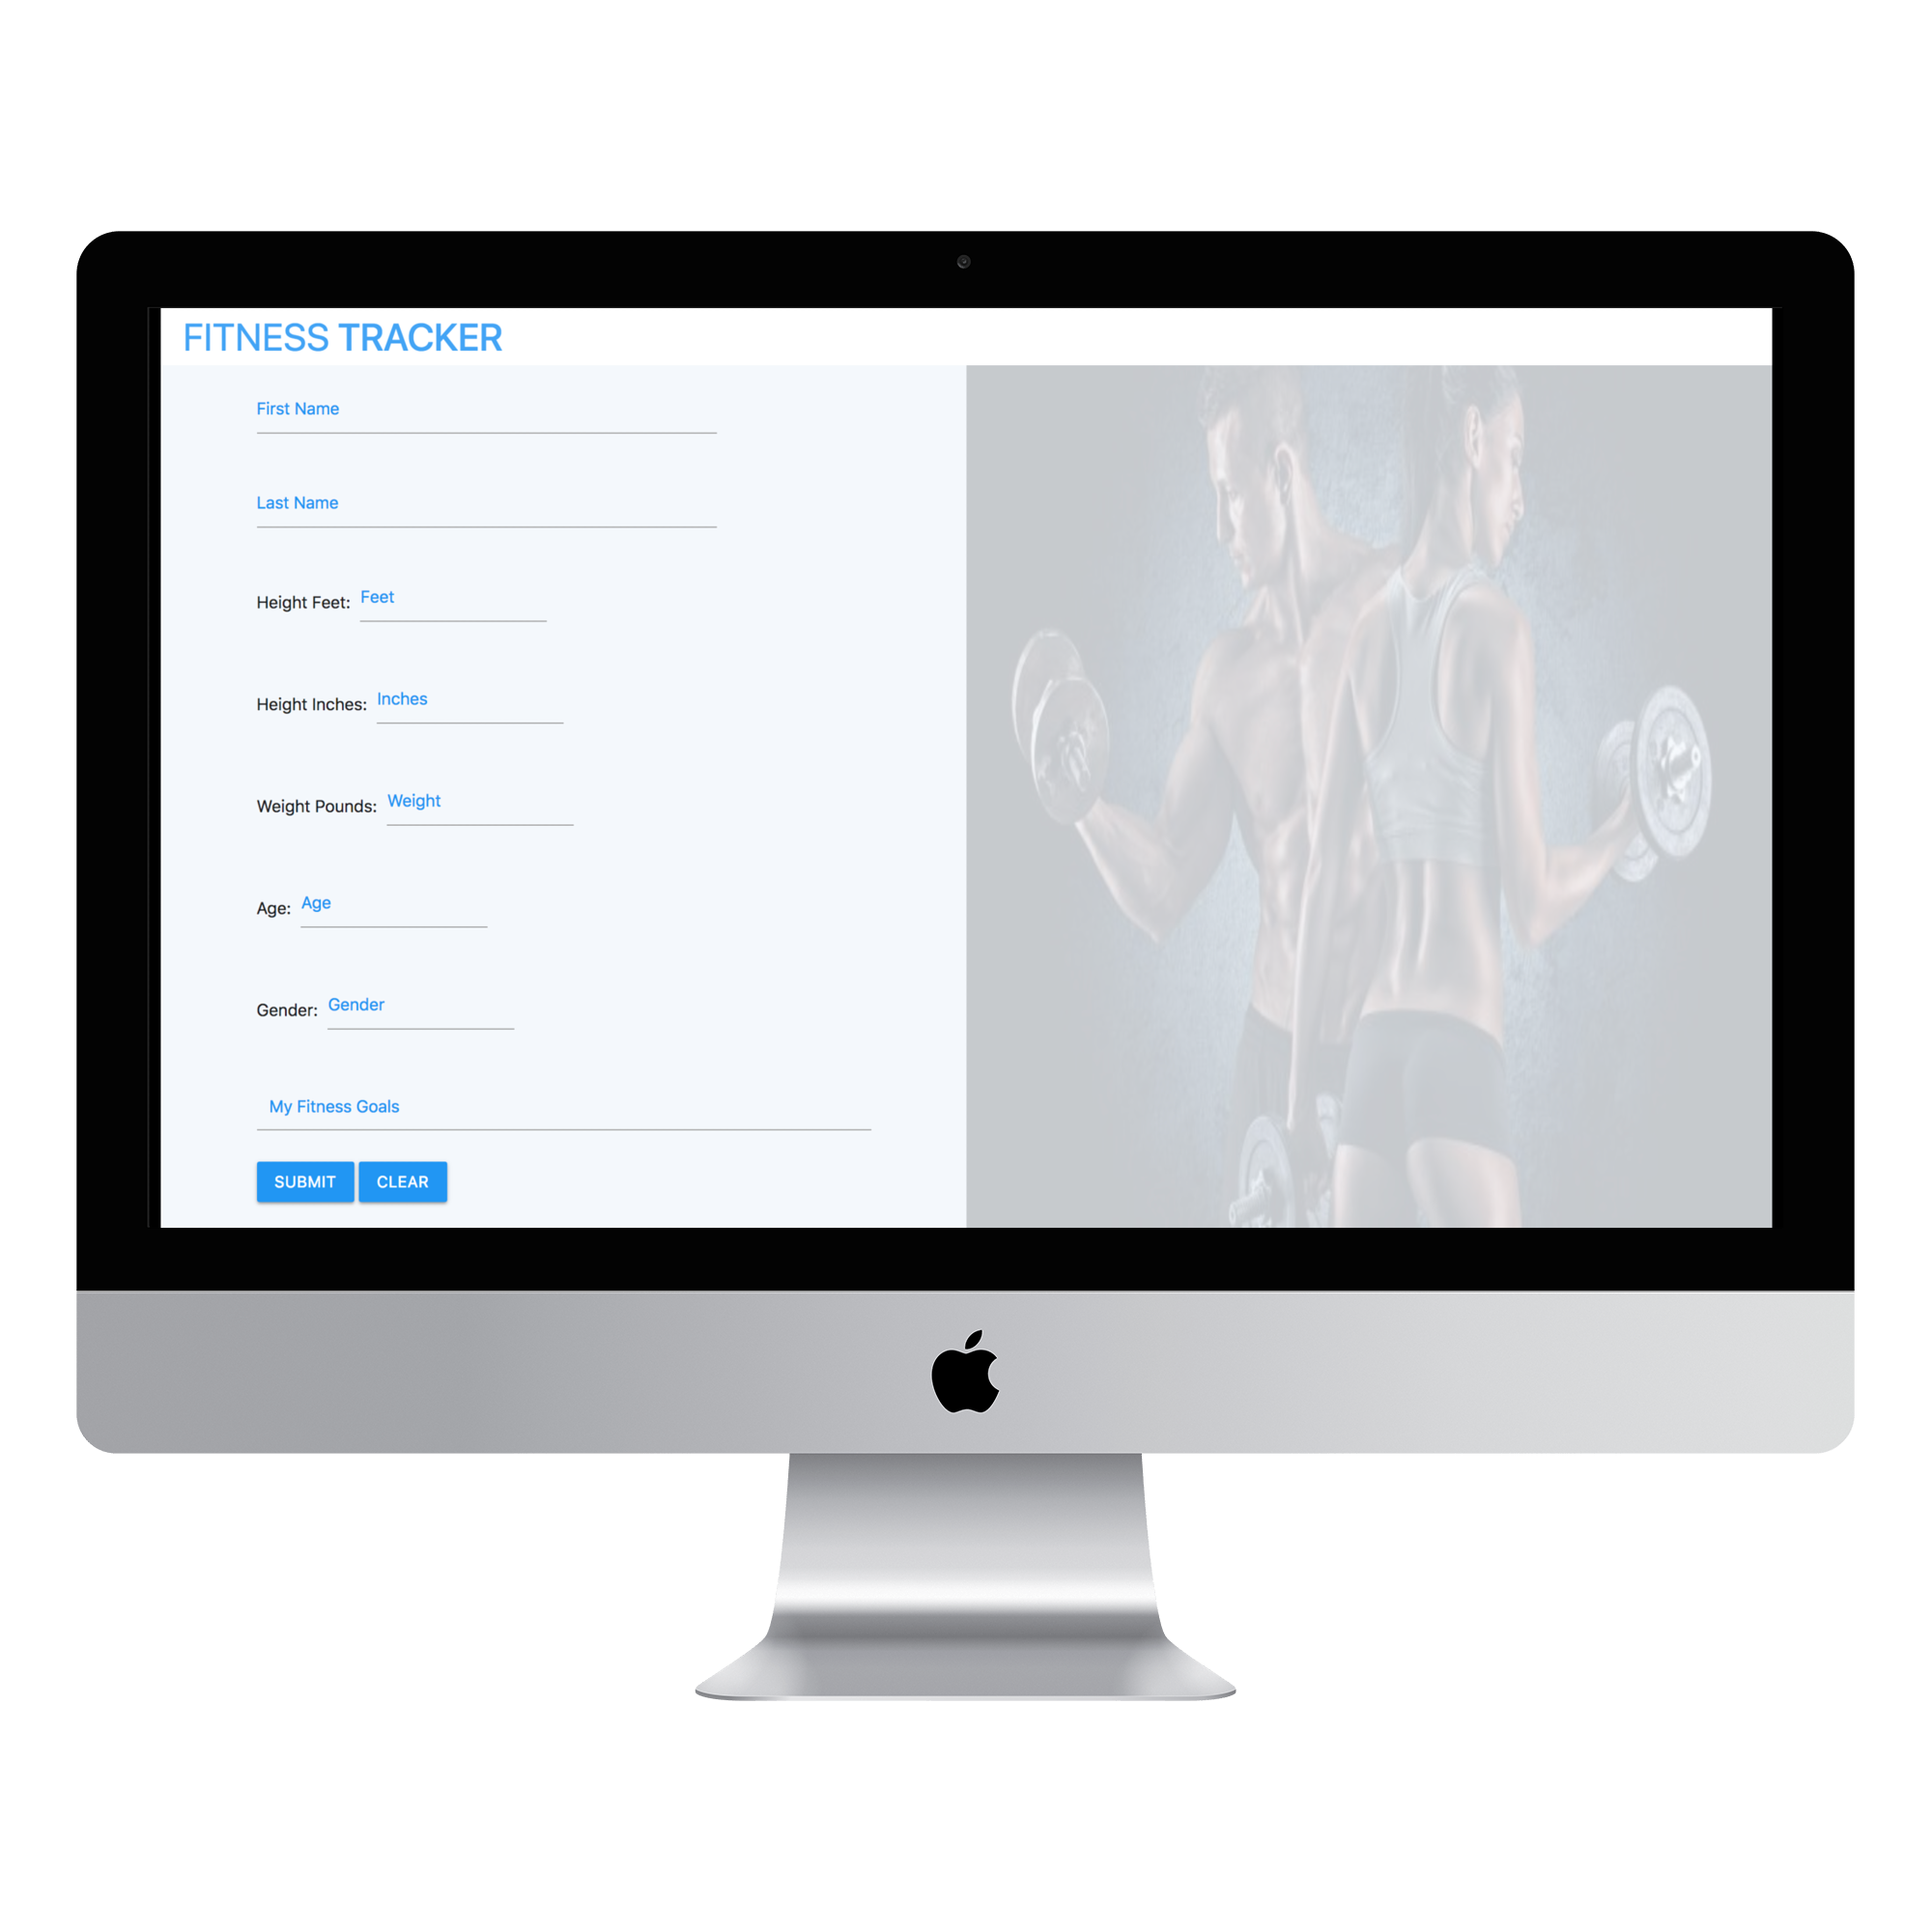 FITNESS TRACKER
First Name
Last Name
Height Feet: Feet
Height Inches: Inches
Weight Pounds: Weight
Age: Age
Gender: Gender
My Fitness Goals
SUBMIT CLEAR